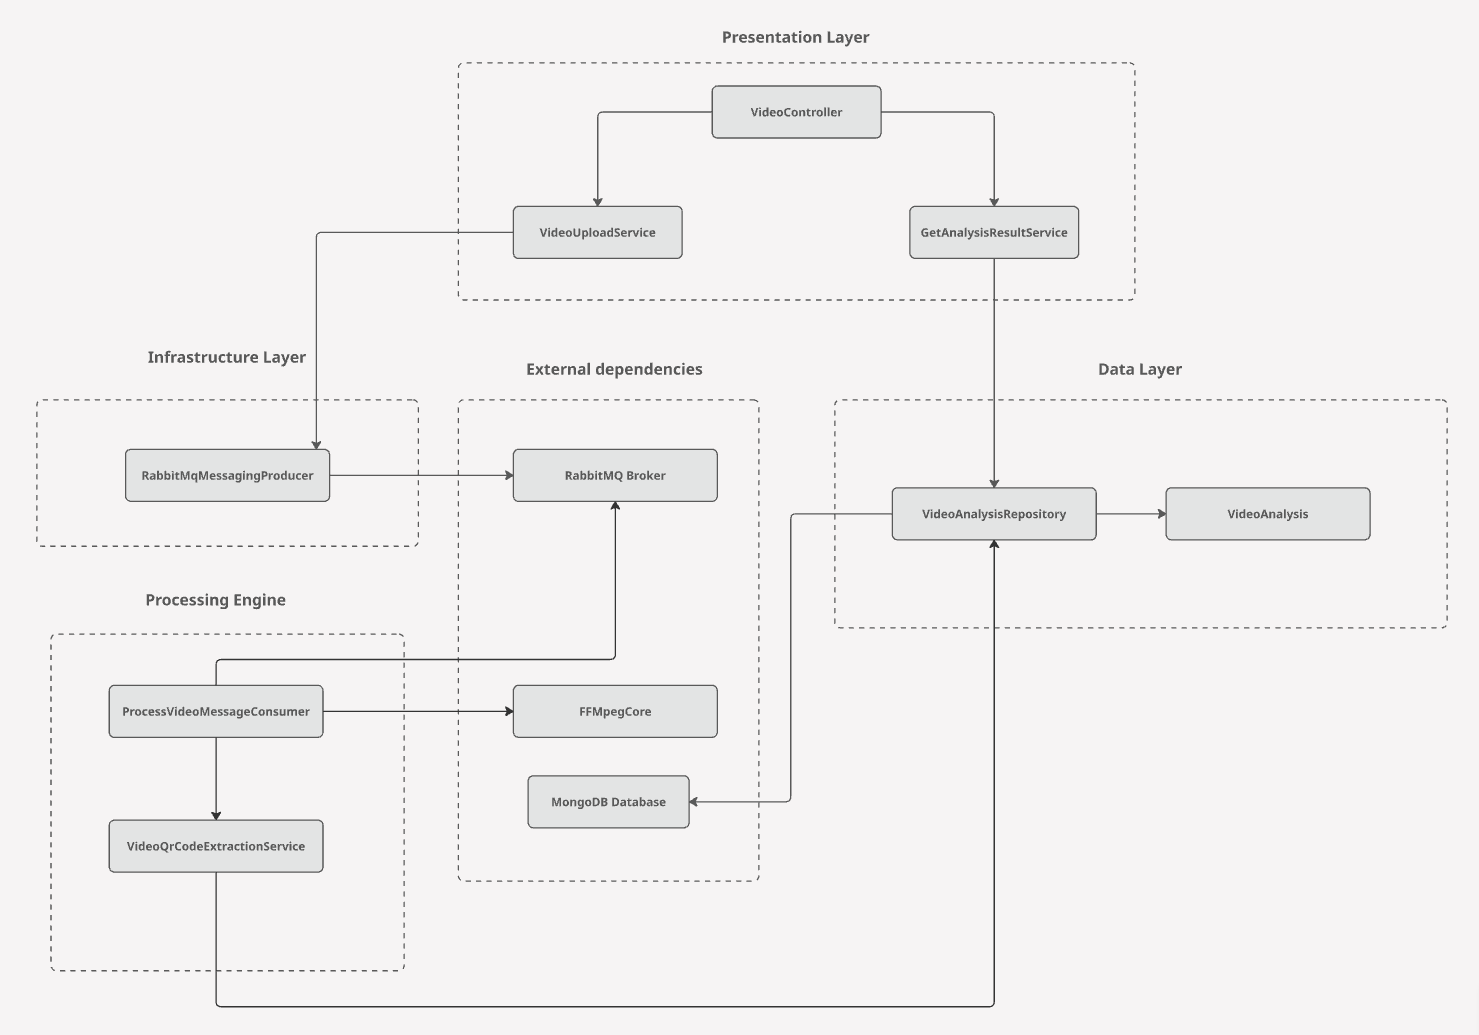 Presentation Layer
VideoController
VideoUploadService
GetAnalysisResultService
Infrastructure Layer
RabbitMqMessagingProducer
External dependencies
RabbitMQ Broker
FFMpegCore
MongoDB Database
Data Layer
VideoAnalysisRepository
VideoAnalysis
Processing Engine
ProcessVideoMessageConsumer
VideoQrCodeExtractionService